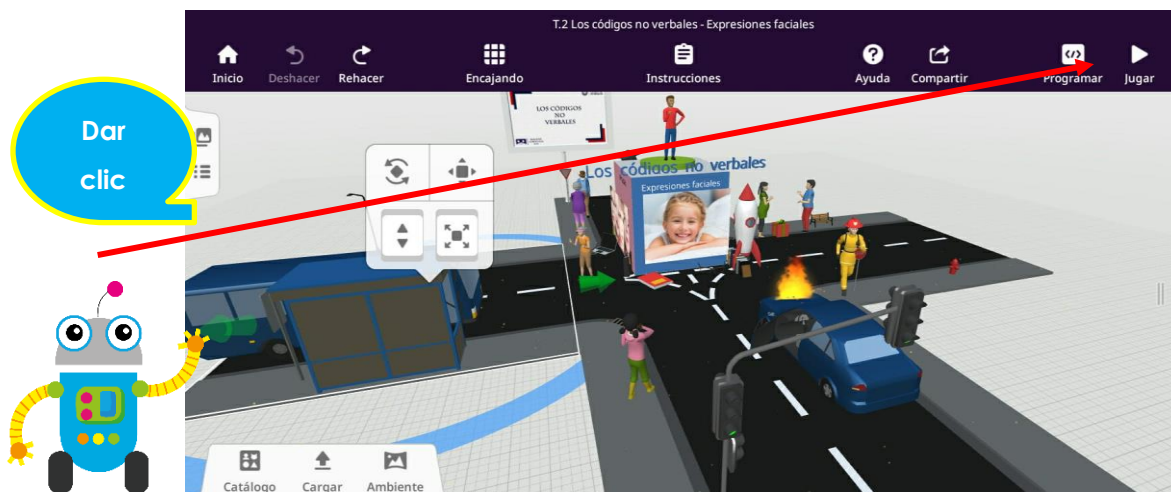 T.2 Los códigos no verbales - Expresiones faciales
Inicio
Deshacer
Rehacer
Encajando
Instrucciones
Ayuda
Compartir
Programar
Jugar
Dar
clic
LOS CÓDIGOS
NO
VERBALES
Los códigos no verbales
Expresiones faciales
Catálogo
Cargar
Ambiente